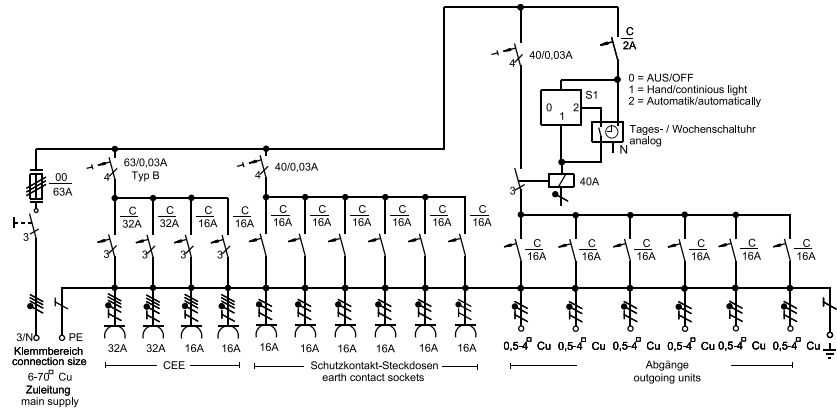 C
2A
4
40/0,03A
0 = AUS/OFF
1 = Hand/continious light
2 = Automatik/automatically
S1
0
2
1
Tages- / Wochenschaltuhr
analog
N
63/0,03A
Typ B
4
40/0,03A
4
00
63A
3
3
40A
C
32A
C
32A
C
16A
C
16A
C
16A
C
16A
C
16A
C
16A
C
16A
C
16A
3
3
3
3
C
16A
C
16A
C
16A
C
16A
C
16A
C
16A
3/N
PE
32A
32A
16A
16A
16A
16A
16A
16A
16A
16A
0,5-4□ Cu
0,5-4□ Cu
0,5-4□ Cu
0,5-4□ Cu
0,5-4□ Cu
0,5-4□ Cu
Klemmbereich
connection size
6-70□ Cu
Zuleitung
main supply
CEE
Schutzkontakt-Steckdosen
earth contact sockets
Abgänge
outgoing units